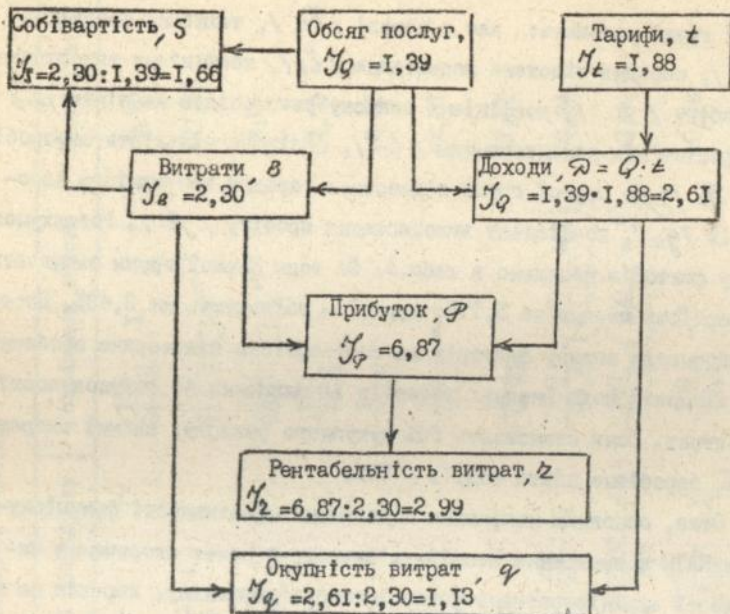 Собівартість, S
𝒥s=2,30:1,39=1,66
Обсяг послуг,
𝒥Q=1,39
Тарифи, t
𝒥t=1,88
Витрати, B
𝒥B=2,30
Доходи, D = Q·t
𝒥Q =1,39·1,88=2,61
Прибуток, P
𝒥P=6,87
Рентабельність витрат, r
𝒥r=6,87:2,30=2,99
Окупність витрат, q
𝒥q =2,61:2,30=1,13